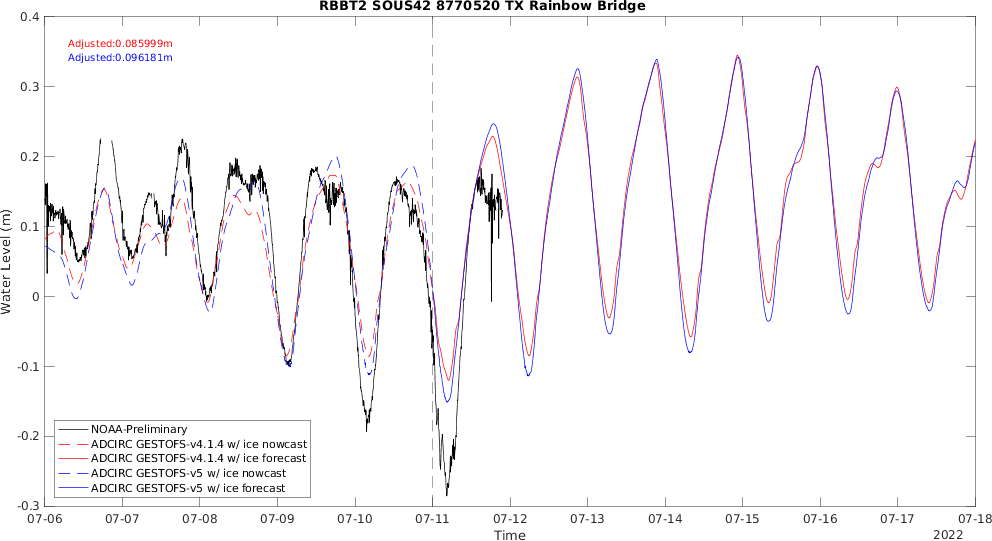 RBBT2 SOUS42 8770520 TX Rainbow Bridge
Adjusted:0.085999m
Adjusted:0.096181m
Water Level (m)
0.4
0.3
0.2
0.1
0
-0.1
-0.2
-0.3
NOAA-Preliminary
ADCIRC GESTOFS-v4.1.4 w/ ice nowcast
ADCIRC GESTOFS-v4.1.4 w/ ice forecast
ADCIRC GESTOFS-v5 w/ ice nowcast
ADCIRC GESTOFS-v5 w/ ice forecast
07-06 07-07 07-08 07-09 07-10 07-11 07-12 07-13 07-14 07-15 07-16 07-17 07-18
Time
2022